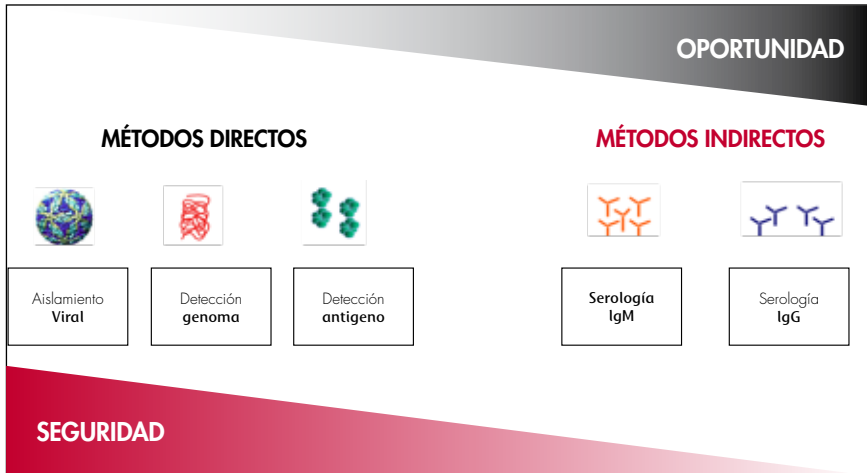 OPORTUNIDAD
MÉTODOS DIRECTOS
MÉTODOS INDIRECTOS
Aislamiento
Viral
Detección
genoma
Detección
antigeno
Serología
IgM
Serología
IgG
SEGURIDAD